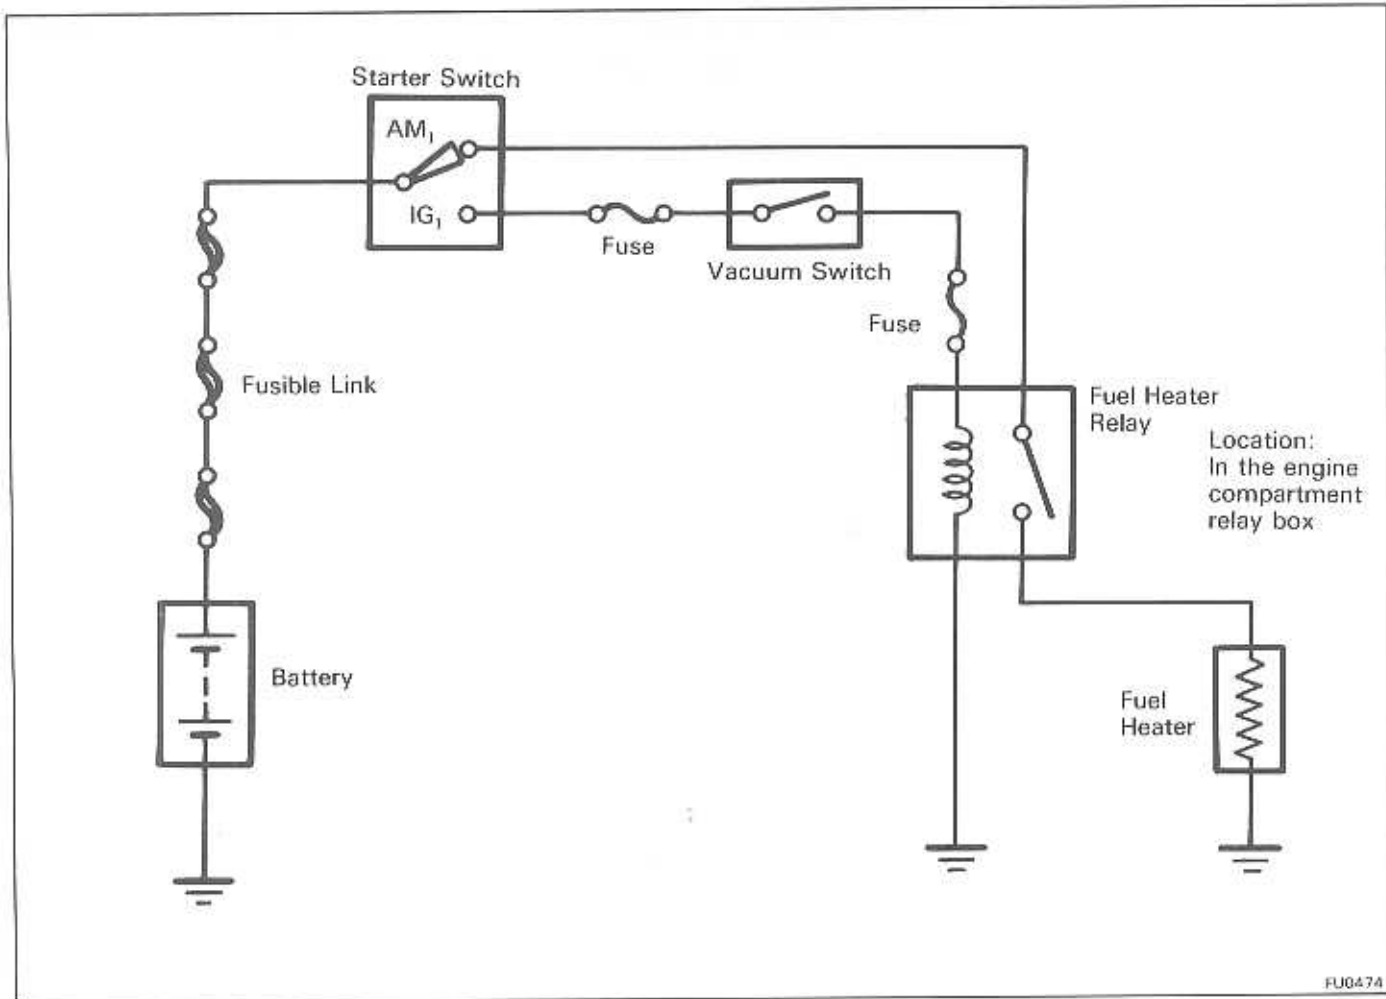 Starter Switch
AM1
IG1
Fuse
Vacuum Switch
Fuse
Fusible Link
Fuel Heater
Relay
Location:
In the engine
compartment
relay box
Battery
Fuel
Heater
FU0474